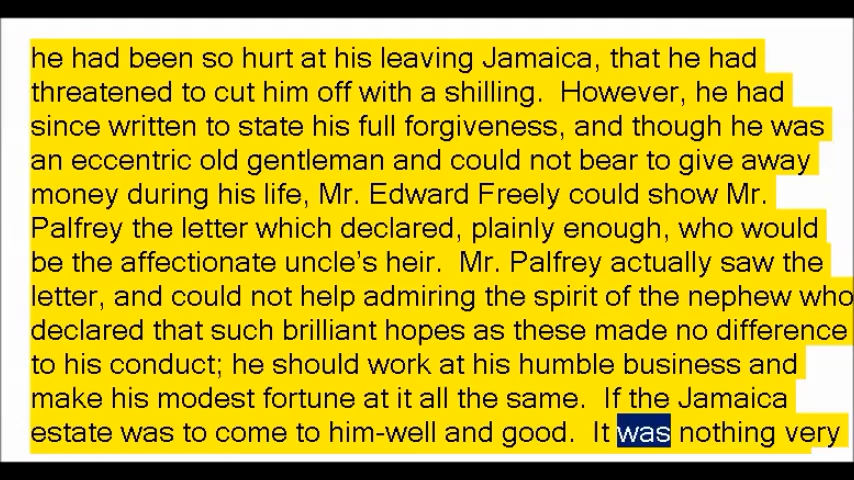 he had been so hurt at his leaving Jamaica, that he had
threatened to cut him off with a shilling.  However, he had
since written to state his full forgiveness, and though he was
an eccentric old gentleman and could not bear to give away
money during his life, Mr. Edward Freely could show Mr.
Palfrey the letter which declared, plainly enough, who would
be the affectionate uncle’s heir.  Mr. Palfrey actually saw the
letter, and could not help admiring the spirit of the nephew who
declared that such brilliant hopes as these made no difference
to his conduct; he should work at his humble business and
make his modest fortune at it all the same.  If the Jamaica
estate was to come to him-well and good.  It was nothing very